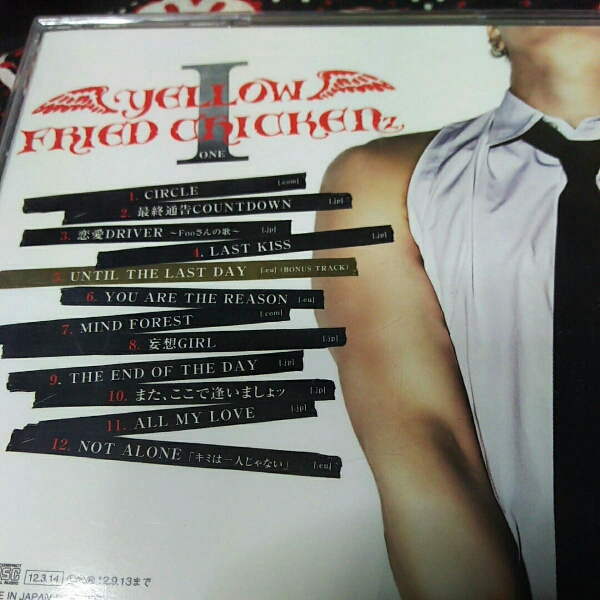 YELLOW
FRIED CHICKENz
I
ONE
1. CIRCLE [.com]
2. 最終通告COUNTDOWN [.jp]
3. 恋愛DRIVER ～Fooさんの歌～ [.jp]
4. LAST KISS [.jp]
5. UNTIL THE LAST DAY [.eu] (BONUS TRACK)
6. YOU ARE THE REASON [.eu]
7. MIND FOREST [.com]
8. 妄想GIRL [.jp]
9. THE END OF THE DAY [.jp]
10. また、ここで逢いましょッ [.jp]
11. ALL MY LOVE [.jp]
12. NOT ALONE 「キミは一人じゃない」 [.eu]
COMPACT
DISC
DIGITAL AUDIO
12.3.14 12.9.13まで
E IN JAPAN